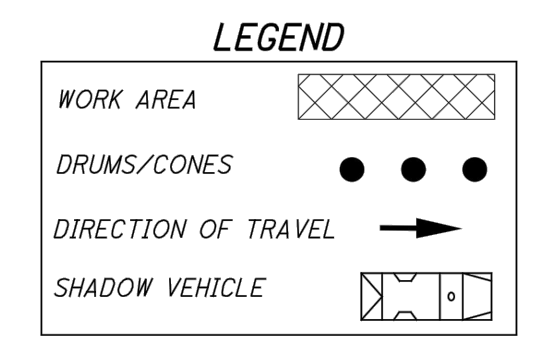 LEGEND
WORK AREA
DRUMS/CONES
DIRECTION OF TRAVEL
SHADOW VEHICLE